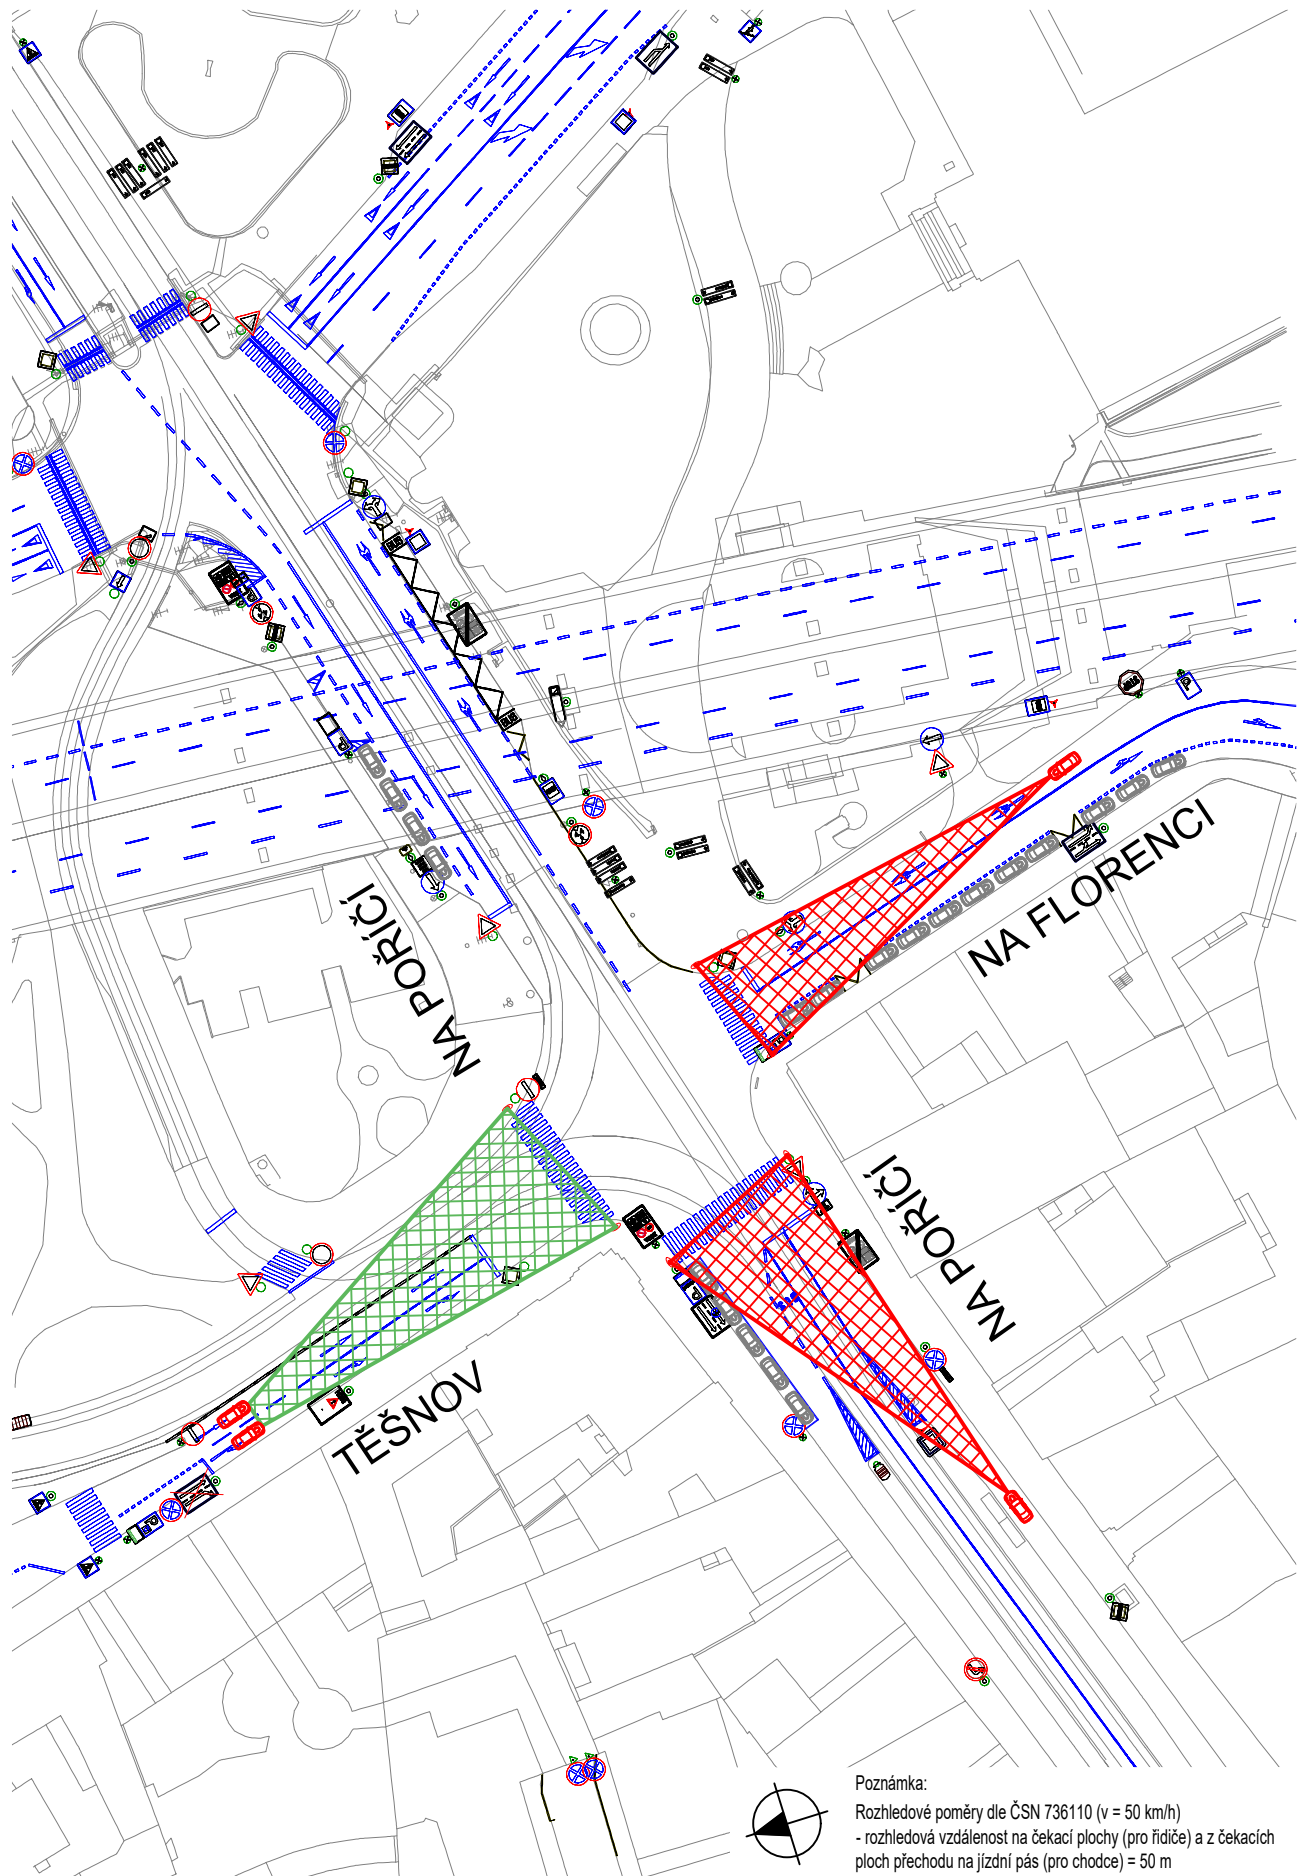 NA POŘÍČÍ
NA FLORENCI
NA POŘÍČÍ
TĚŠNOV
Poznámka:
Rozhledové poměry dle ČSN 736110 (v = 50 km/h)
- rozhledová vzdálenost na čekací plochy (pro řidiče) a z čekacích
ploch přechodu na jízdní pás (pro chodce) = 50 m